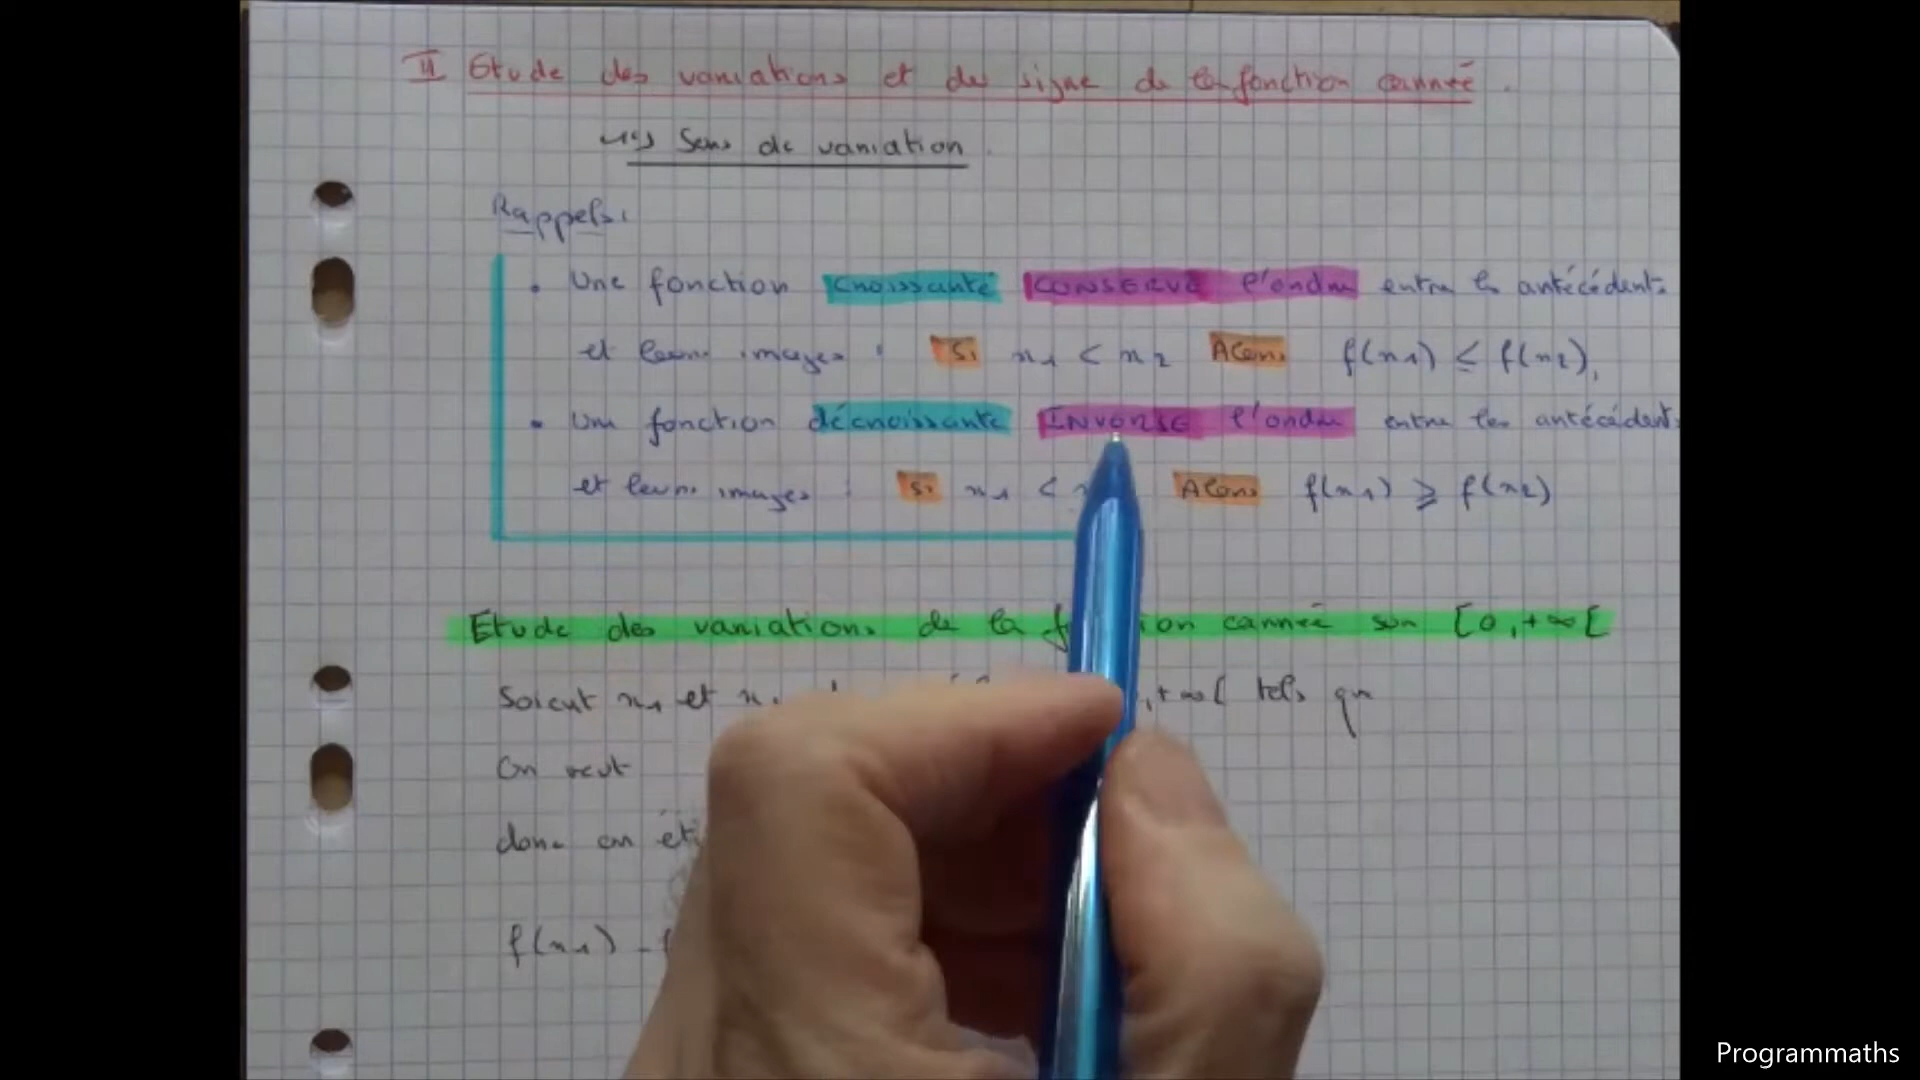 II Etude des variations et du signe de la fonction carrée.
1°) Sens de variation.
Rappels:
• Une fonction croissante CONSERVE l'ordre entre les antécédents
et leurs images : Si x1 < x2 Alors f(x1) ≤ f(x2),
• Une fonction décroissante INVERSE l'ordre entre les antécédents
et leurs images : Si x1 < Alors f(x1) ≥ f(x2)
Etude des variations de la carrée sur [0,+∞[
Soient x1 et +∞[ tels que
On veut
donc on
f(x1) -
Programmaths